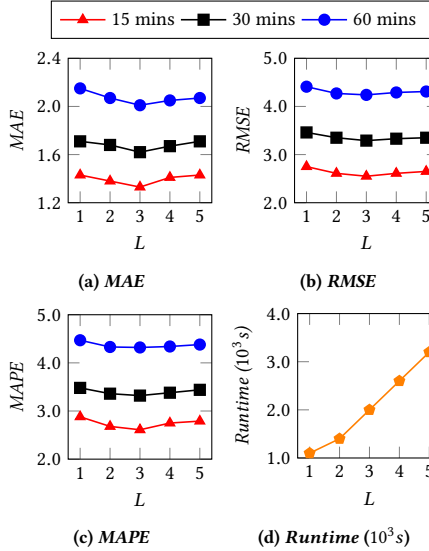 15 mins 30 mins 60 mins
MAE
2.4
2.0
1.6
1.2
1 2 3 4 5
L
(a) MAE
RMSE
5.0
4.0
3.0
2.0
1 2 3 4 5
L
(b) RMSE
MAPE
5.0
4.0
3.0
2.0
1 2 3 4 5
L
(c) MAPE
Runtime (10³s)
4.0
3.0
2.0
1.0
1 2 3 4 5
L
(d) Runtime (10³s)